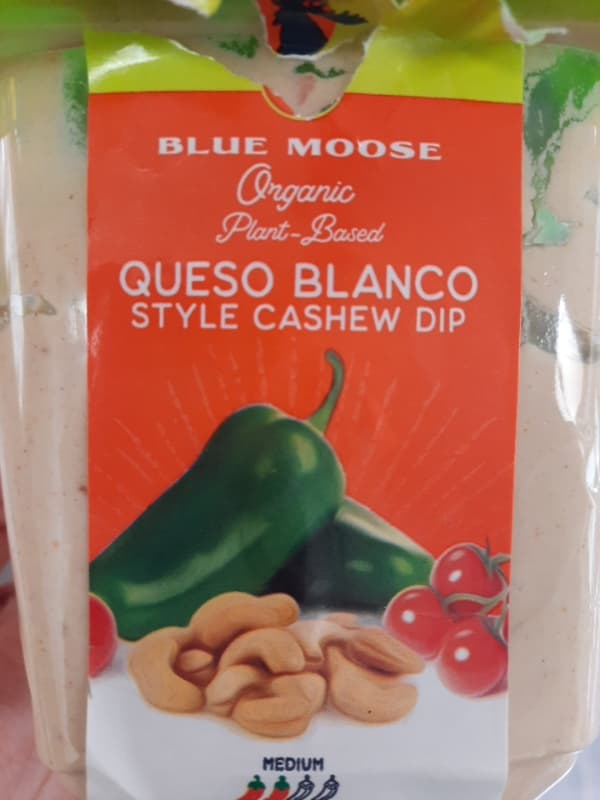 BLUE MOOSE
Organic
Plant-Based
QUESO BLANCO
STYLE CASHEW DIP
MEDIUM